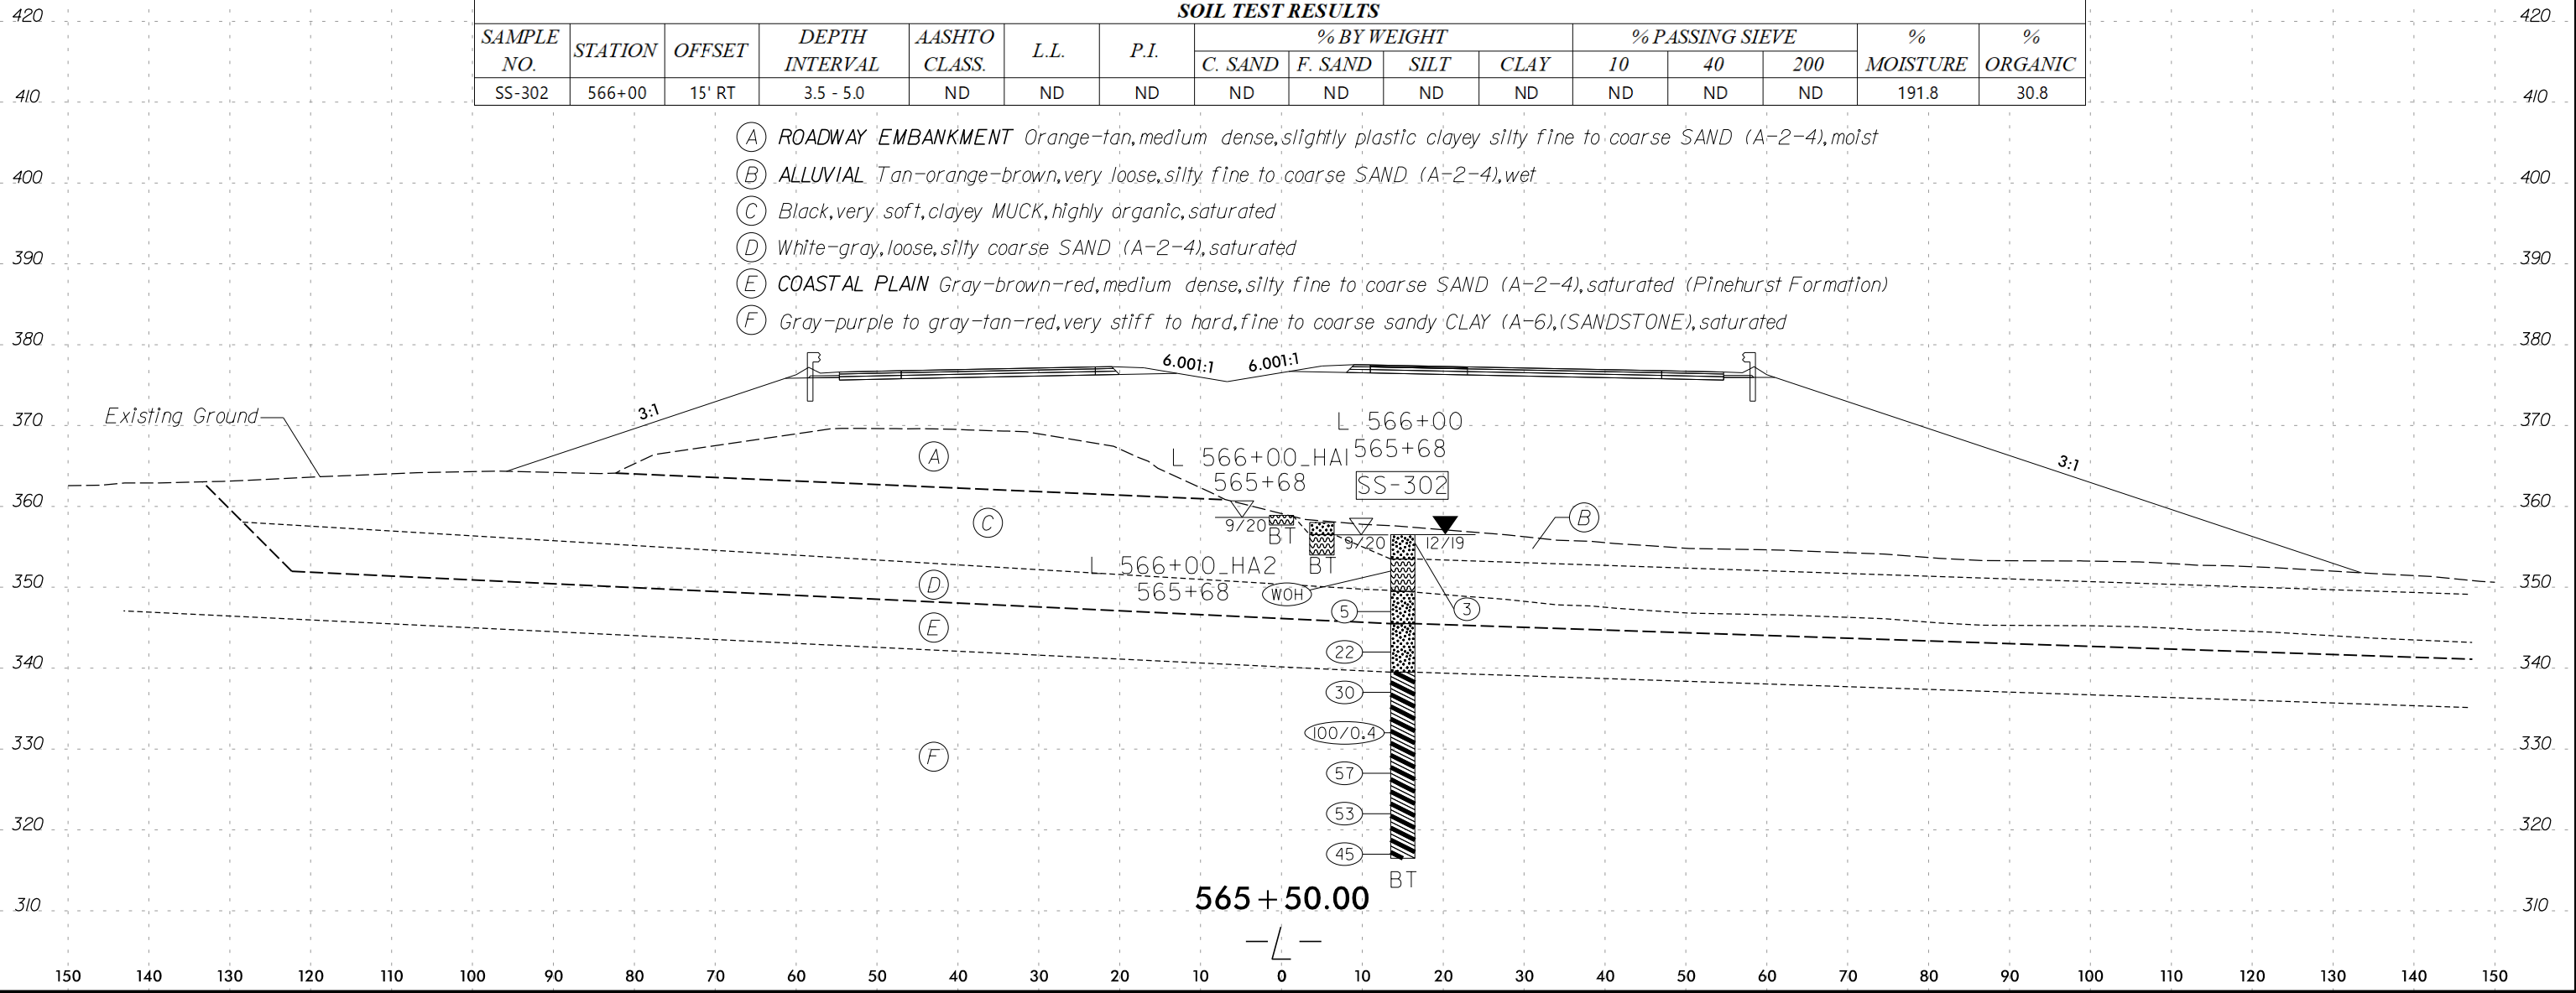 SOIL TEST RESULTS
SAMPLE NO. STATION OFFSET DEPTH INTERVAL AASHTO CLASS. L.L. P.I. % BY WEIGHT % PASSING SIEVE % MOISTURE % ORGANIC
C. SAND F. SAND SILT CLAY 10 40 200
SS-302 566+00 15' RT 3.5 - 5.0 ND ND ND ND ND ND ND ND ND ND 191.8 30.8
420 420
410 410
A ROADWAY EMBANKMENT Orange-tan, medium dense, slightly plastic clayey silty fine to coarse SAND (A-2-4), moist
B ALLUVIAL Tan-orange-brown, very loose, silty fine to coarse SAND (A-2-4), wet
400 400
C Black, very soft, clayey MUCK, highly organic, saturated
D White-gray, loose, silty coarse SAND (A-2-4), saturated
390 390
E COASTAL PLAIN Gray-brown-red, medium dense, silty fine to coarse SAND (A-2-4), saturated (Pinehurst Formation)
F Gray-purple to gray-tan-red, very stiff to hard, fine to coarse sandy CLAY (A-6), (SANDSTONE), saturated
380 380
6.001:1 6.001:1
Existing Ground 3:1
370 370
L 566+00
565+68
A
L 566+00_HA1
565+68
SS-302
3:1
360 360
C
9/20
BT
B
9/20 12/19
L 566+00_HA2 BT
565+68
350 350
D
WOH
5 3
E
22
340 340
30
100/0.4
330 330
F
57
53
320 320
45
BT
565+50.00
310 310
-L-
150 140 130 120 110 100 90 80 70 60 50 40 30 20 10 0 10 20 30 40 50 60 70 80 90 100 110 120 130 140 150